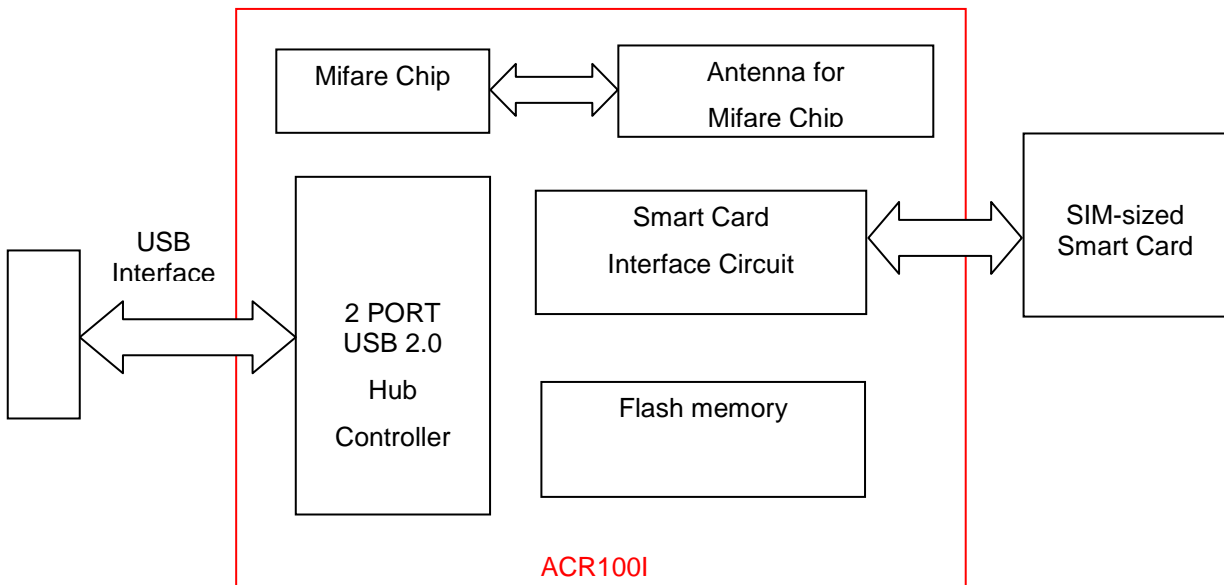 Mifare Chip
Antenna for
Mifare Chip
SIM-sized
Smart Card
Smart Card
Interface Circuit
USB
Interface
2 PORT
USB 2.0
Hub
Controller
Flash memory
ACR100I